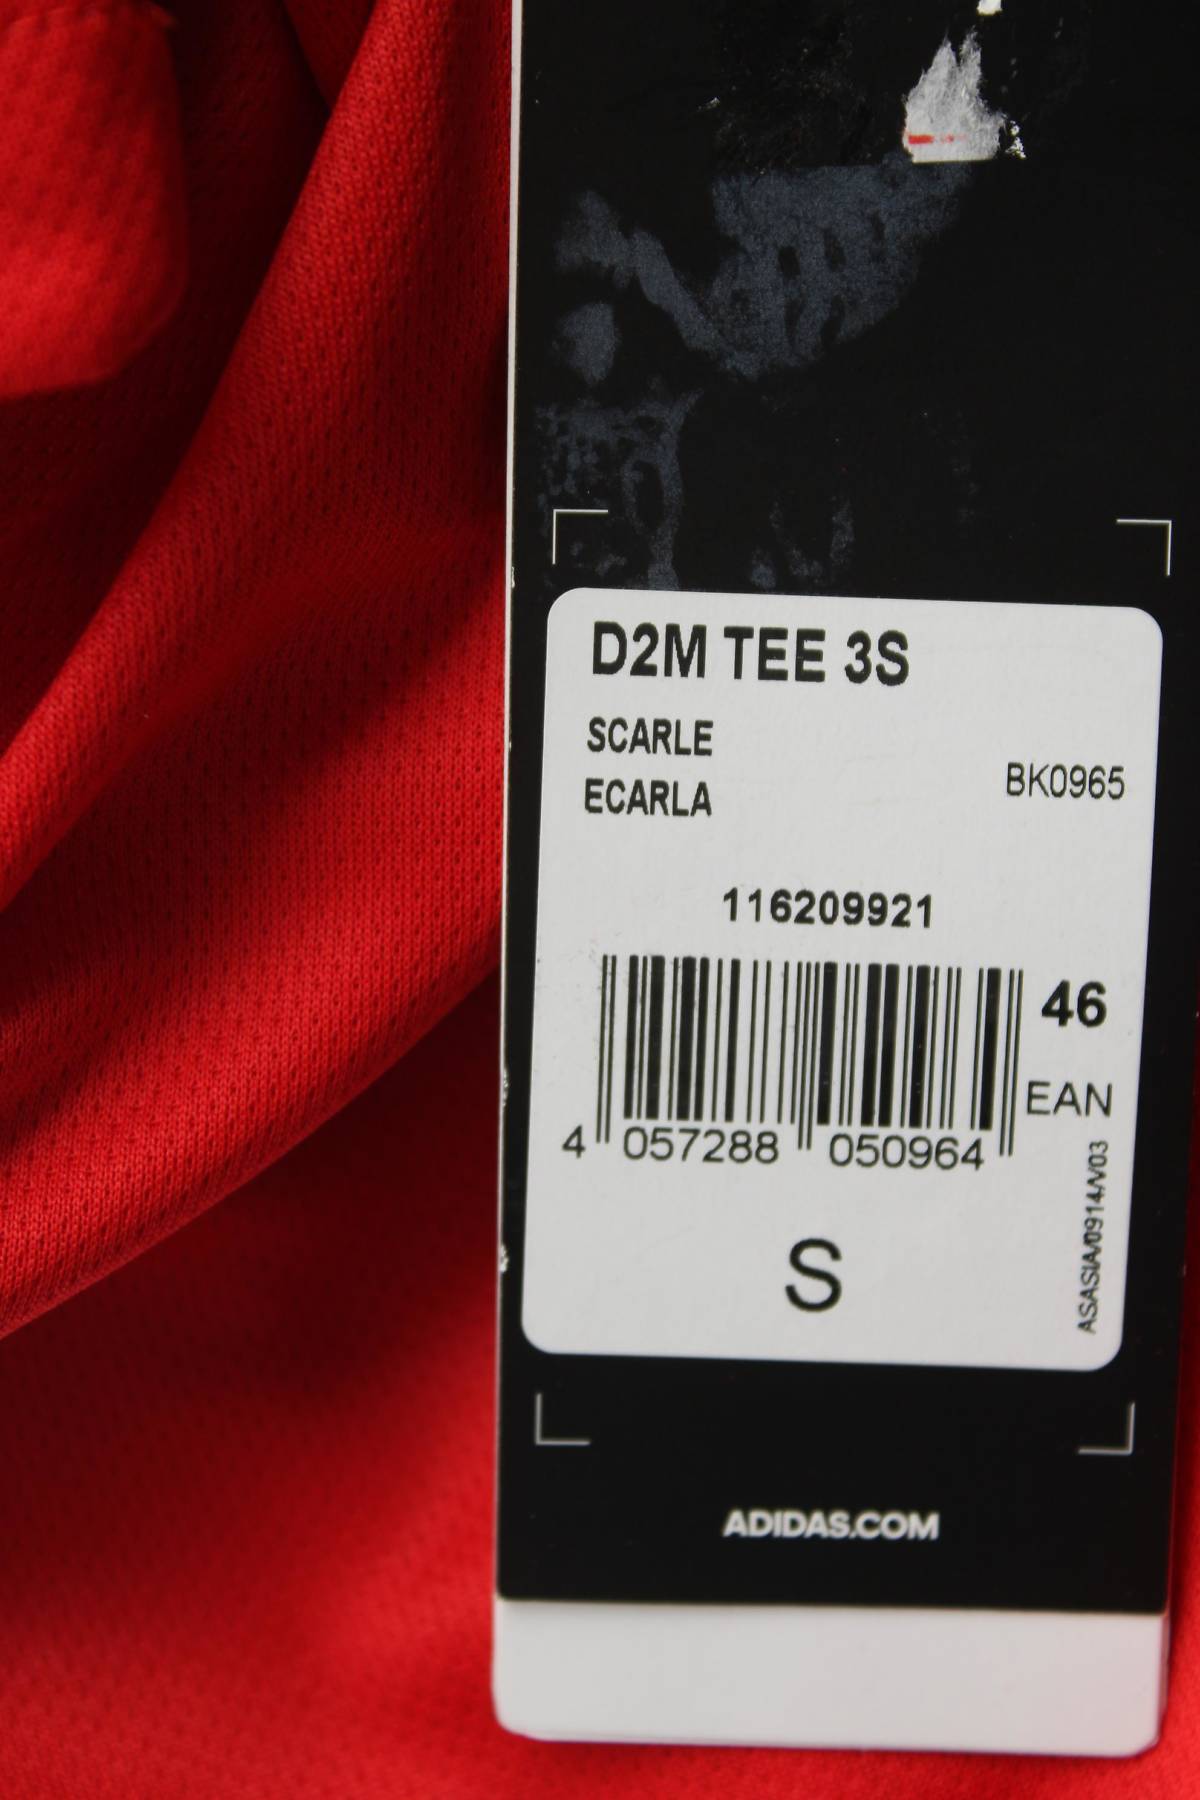 D2M TEE 3S
SCARLE
ECARLA
BK0965
116209921
46
EAN
4 057288 050964
ASASIA/0914/V03
S
ADIDAS.COM